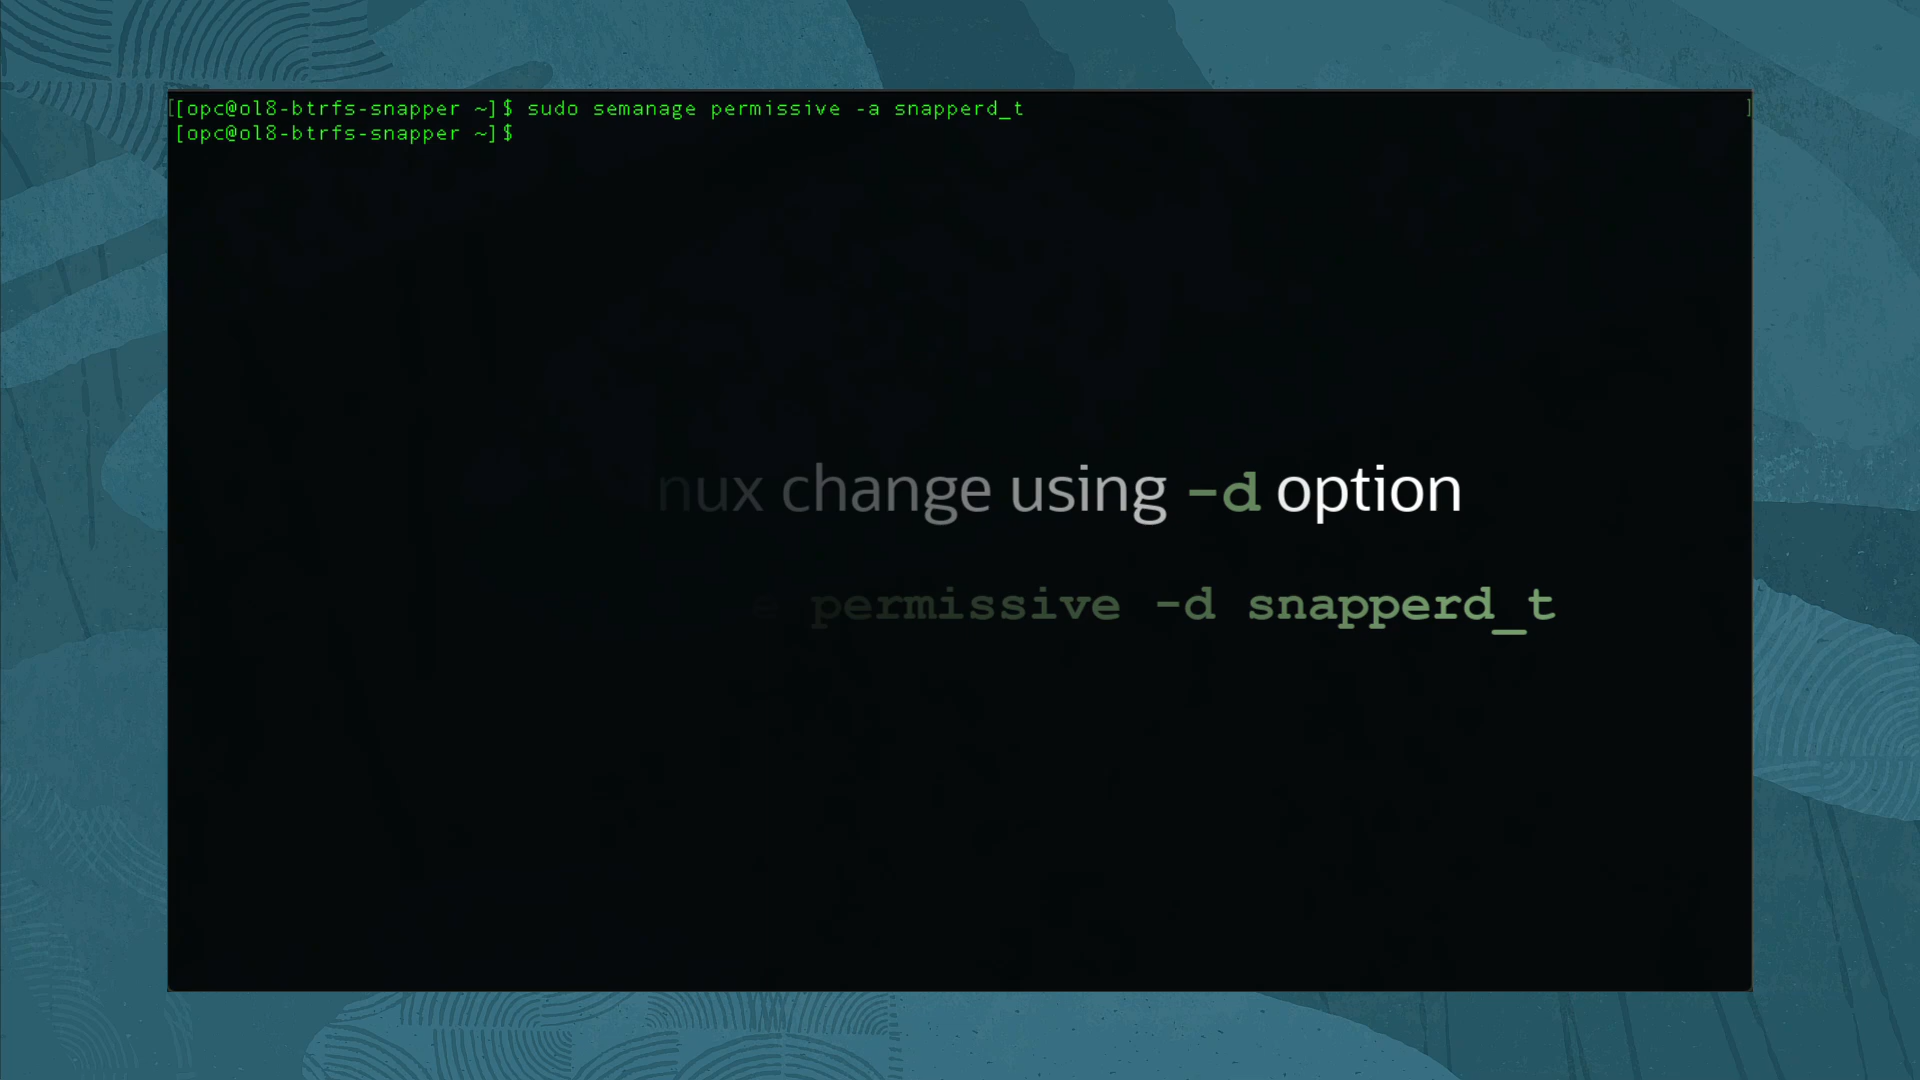 [[opc@ol8-btrfs-snapper ~]$ sudo semanage permissive -a snapperd_t ]
[opc@ol8-btrfs-snapper ~]$
nux change using -d option
e permissive -d snapperd_t